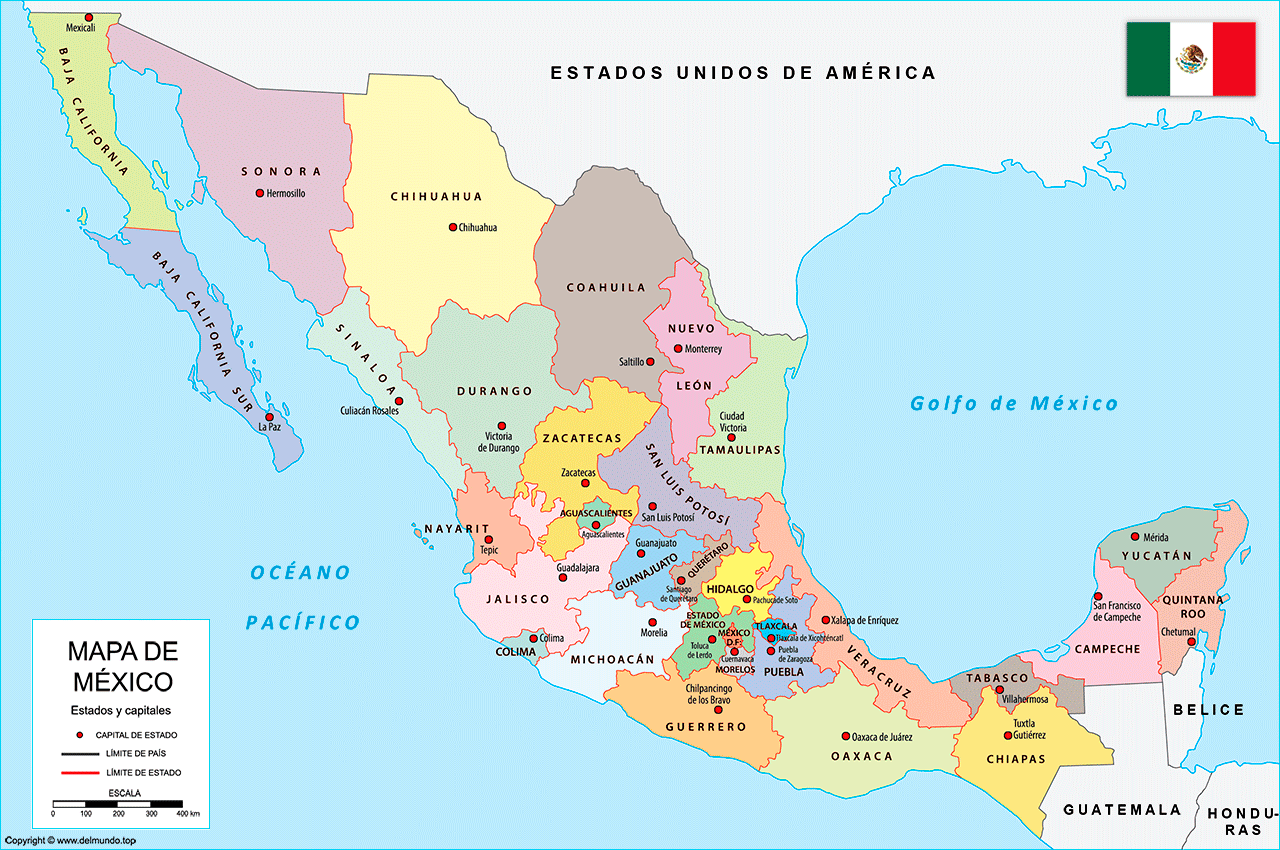 ESTADOS UNIDOS DE AMÉRICA
Mexicali
BAJA CALIFORNIA
SONORA
Hermosillo
CHIHUAHUA
Chihuahua
BAJA CALIFORNIA SUR
La Paz
COAHUILA
Saltillo
NUEVO
Monterrey
LEÓN
SINALOA
Culiacán Rosales
DURANGO
Victoria
de Durango
ZACATECAS
Zacatecas
Ciudad
Victoria
TAMAULIPAS
SAN LUIS POTOSÍ
San Luis Potosí
Golfo de México
NAYARIT
Tepic
AGUASCALIENTES
Aguascalientes
Guadalajara
JALISCO
Guanajuato
GUANAJUATO
QUERÉTARO
Santiago
de Querétaro
HIDALGO
Pachuca de Soto
COLIMA
Colima
Morelia
MICHOACÁN
ESTADO
DE MÉXICO
Toluca
de Lerdo
MÉXICO
D.F.
Cuernavaca
MORELOS
TLAXCALA
Tlaxcala de Xicohténcatl
Puebla
de Zaragoza
PUEBLA
Xalapa de Enríquez
VERACRUZ
Chilpancingo
de los Bravo
GUERRERO
Oaxaca de Juárez
OAXACA
TABASCO
Villahermosa
Tuxtla
Gutiérrez
CHIAPAS
Mérida
YUCATÁN
San Francisco
de Campeche
CAMPECHE
QUINTANA
ROO
Chetumal
BELICE
GUATEMALA
HONDU-
RAS
OCÉANO
PACÍFICO
MAPA DE
MÉXICO
Estados y capitales
CAPITAL DE ESTADO
LÍMITE DE PAÍS
LÍMITE DE ESTADO
ESCALA
0 100 200 300 400 km
Copyright © www.delmundo.top